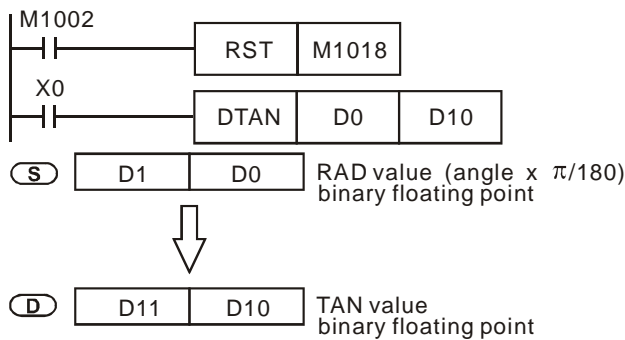 M1002
RST M1018
X0
DTAN D0 D10
S D1 D0 RAD value (angle x π/180)
binary floating point
D D11 D10 TAN value
binary floating point